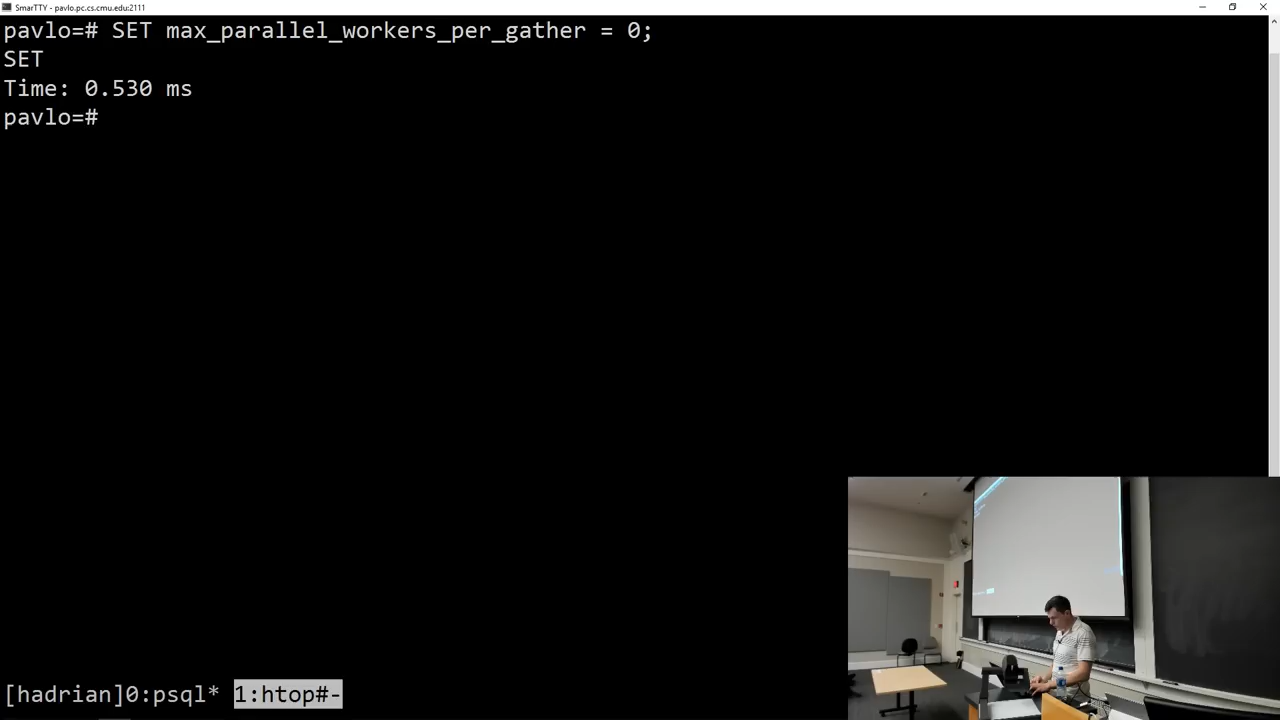 SmarTTY - pavlo.pc.cs.cmu.edu:2111
pavlo=# SET max_parallel_workers_per_gather = 0;
SET
Time: 0.530 ms
pavlo=#
[hadrian]0:psql* 1:htop#-